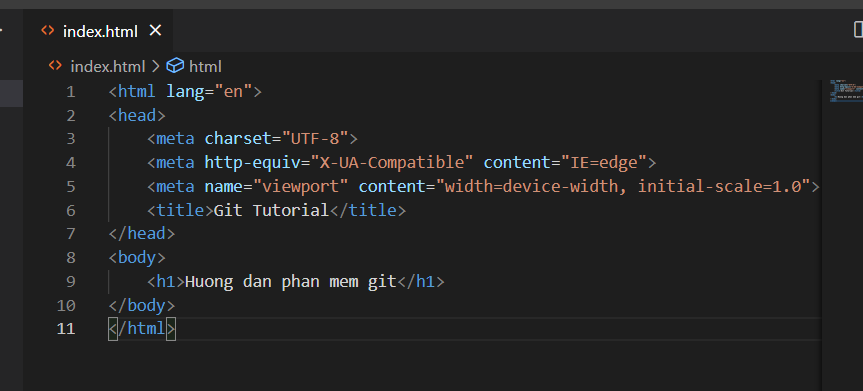 index.html
index.html > html
1 <html lang="en">
2 <head>
3 <meta charset="UTF-8">
4 <meta http-equiv="X-UA-Compatible" content="IE=edge">
5 <meta name="viewport" content="width=device-width, initial-scale=1.0">
6 <title>Git Tutorial</title>
7 </head>
8 <body>
9 <h1>Huong dan phan mem git</h1>
10 </body>
11 </html>